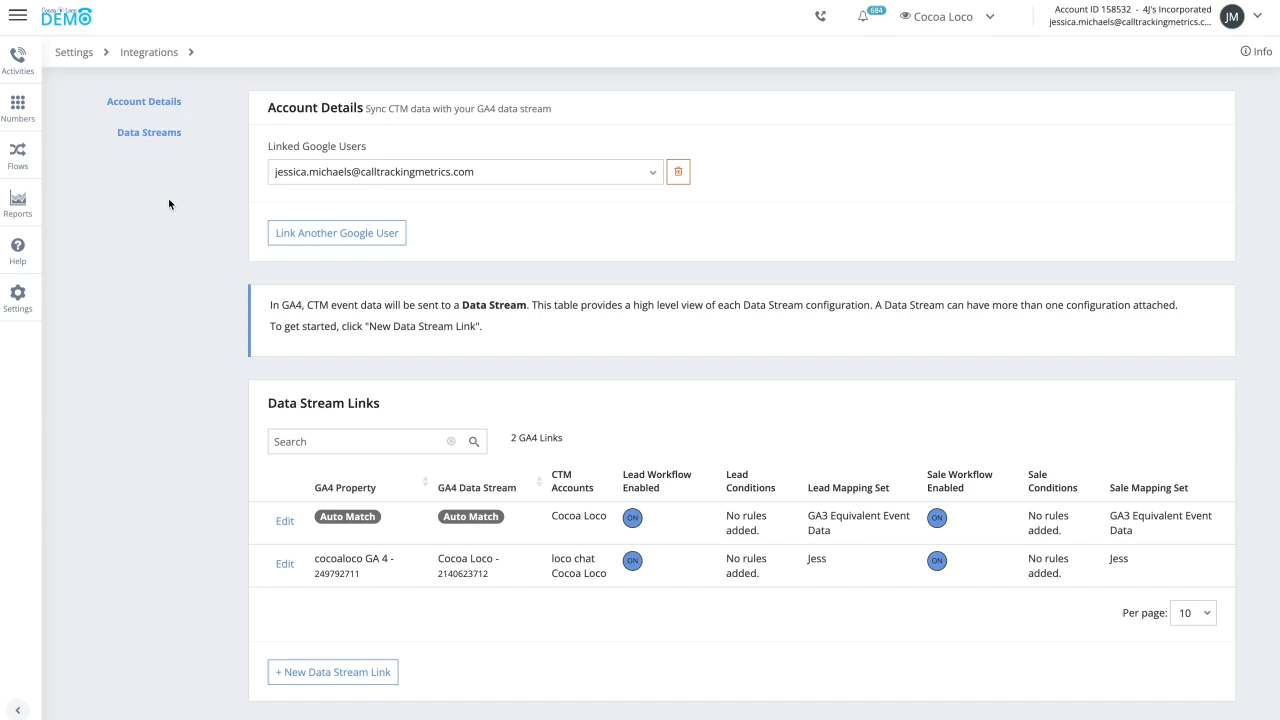 Cocoa Loco
DEMO
684
Cocoa Loco
Account ID 158532 · 4J's Incorporated
jessica.michaels@calltrackingmetrics.c...
JM
Settings
Integrations
Info
Activities
Numbers
Flows
Reports
Help
Settings
Account Details
Data Streams
Account Details Sync CTM data with your GA4 data stream
Linked Google Users
jessica.michaels@calltrackingmetrics.com
Link Another Google User
In GA4, CTM event data will be sent to a Data Stream. This table provides a high level view of each Data Stream configuration. A Data Stream can have more than one configuration attached.
To get started, click "New Data Stream Link".
Data Stream Links
Search
2 GA4 Links
GA4 Property
GA4 Data Stream
CTM
Accounts
Lead Workflow
Enabled
Lead
Conditions
Lead Mapping Set
Sale Workflow
Enabled
Sale
Conditions
Sale Mapping Set
Edit
Auto Match
Auto Match
Cocoa Loco
ON
No rules
added.
GA3 Equivalent Event
Data
ON
No rules
added.
GA3 Equivalent Event
Data
Edit
cocoaloco GA 4 -
249792711
Cocoa Loco -
2140623712
loco chat
Cocoa Loco
ON
No rules
added.
Jess
ON
No rules
added.
Jess
Per page: 10
+ New Data Stream Link